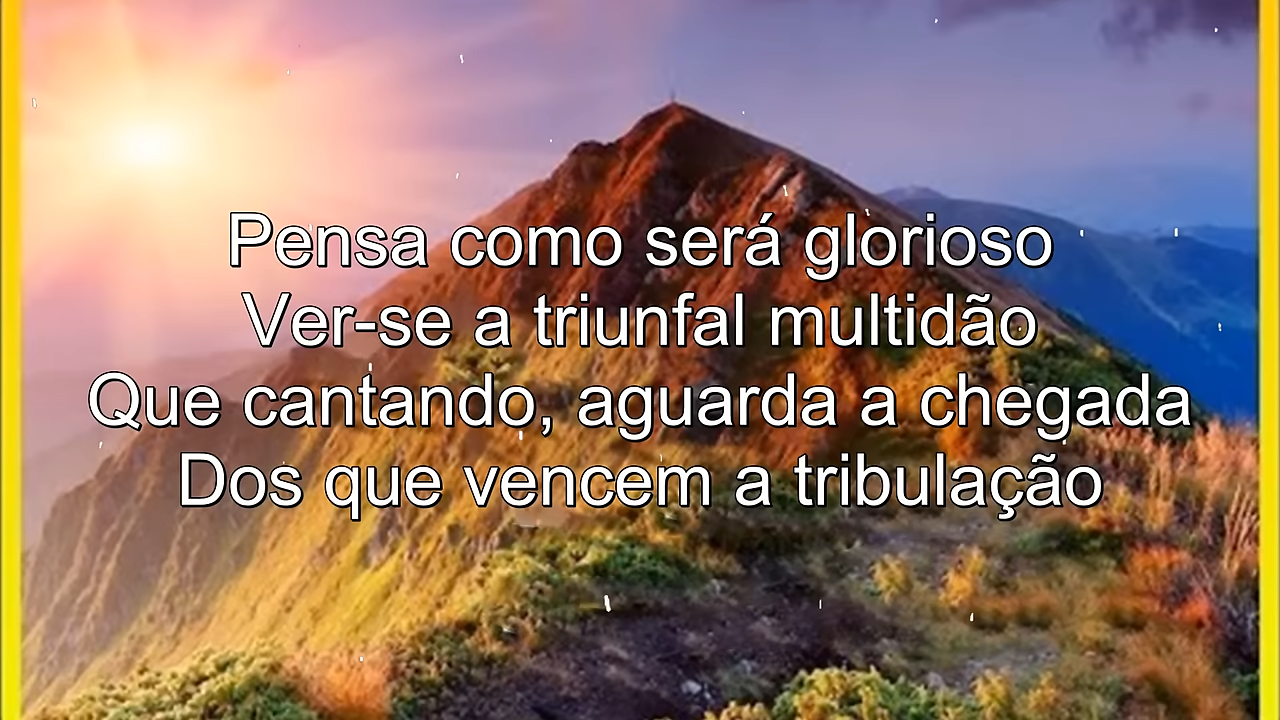 Pensa como será glorioso
Ver-se a triunfal multidão
Que cantando, aguarda a chegada
Dos que vencem a tribulação